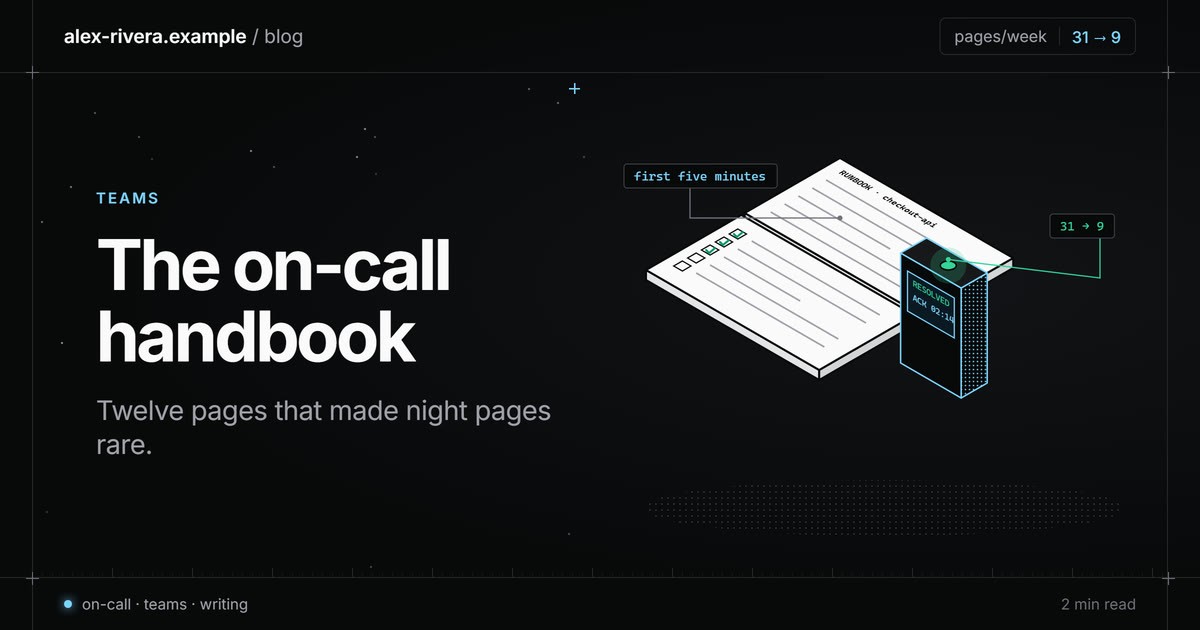 alex-rivera.example / blog
pages/week 31 → 9
TEAMS
The on-call
handbook
Twelve pages that made night pages
rare.
first five minutes
RUNBOOK · checkout-api
31 → 9
RESOLVED
ACK 02:14
on-call · teams · writing
2 min read